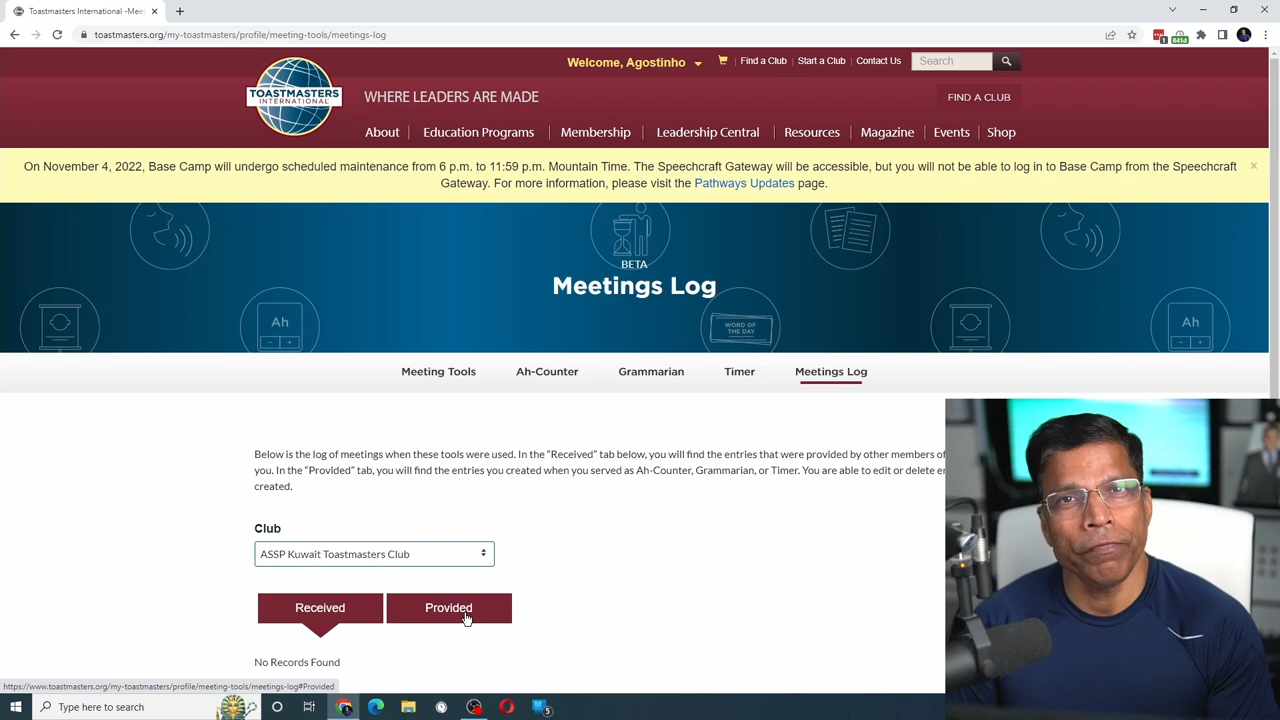 Toastmasters International -Mee
toastmasters.org/my-toastmasters/profile/meeting-tools/meetings-log
1
841d
Welcome, Agostinho
Find a Club
Start a Club
Contact Us
Search
TOASTMASTERS
INTERNATIONAL
WHERE LEADERS ARE MADE
FIND A CLUB
About
Education Programs
Membership
Leadership Central
Resources
Magazine
Events
Shop
On November 4, 2022, Base Camp will undergo scheduled maintenance from 6 p.m. to 11:59 p.m. Mountain Time. The Speechcraft Gateway will be accessible, but you will not be able to log in to Base Camp from the Speechcraft
Gateway. For more information, please visit the Pathways Updates page.
BETA
Meetings Log
Ah
WORD OF
THE DAY
Ah
Meeting Tools
Ah-Counter
Grammarian
Timer
Meetings Log
Below is the log of meetings when these tools were used. In the “Received” tab below, you will find the entries that were provided by other members of
you. In the “Provided” tab, you will find the entries you created when you served as Ah-Counter, Grammarian, or Timer. You are able to edit or delete en
created.
Club
ASSP Kuwait Toastmasters Club
Received
Provided
No Records Found
https://www.toastmasters.org/my-toastmasters/profile/meeting-tools/meetings-log#Provided
Type here to search
5